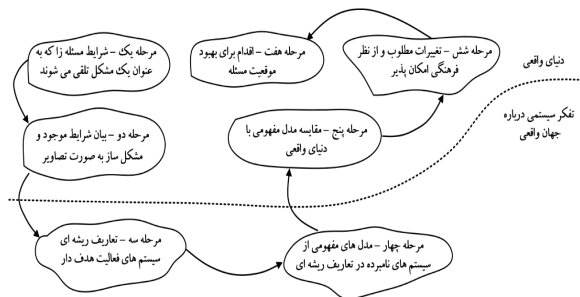 مرحله یک – شرایط مسئله زا که به
عنوان یک مشکل تلقی می شوند
مرحله دو – بیان شرایط موجود و
مشکل ساز به صورت تصاویر
مرحله سه – تعاریف ریشه ای
سیستم های فعالیت هدف دار
مرحله چهار – مدل های مفهومی از
سیستم های نامبرده در تعاریف ریشه ای
مرحله پنج – مقایسه مدل مفهومی با
دنیای واقعی
مرحله شش – تغییرات مطلوب و از نظر
فرهنگی امکان پذیر
مرحله هفت – اقدام برای بهبود
موقعیت مسئله
دنیای واقعی
تفکر سیستمی درباره
جهان واقعی